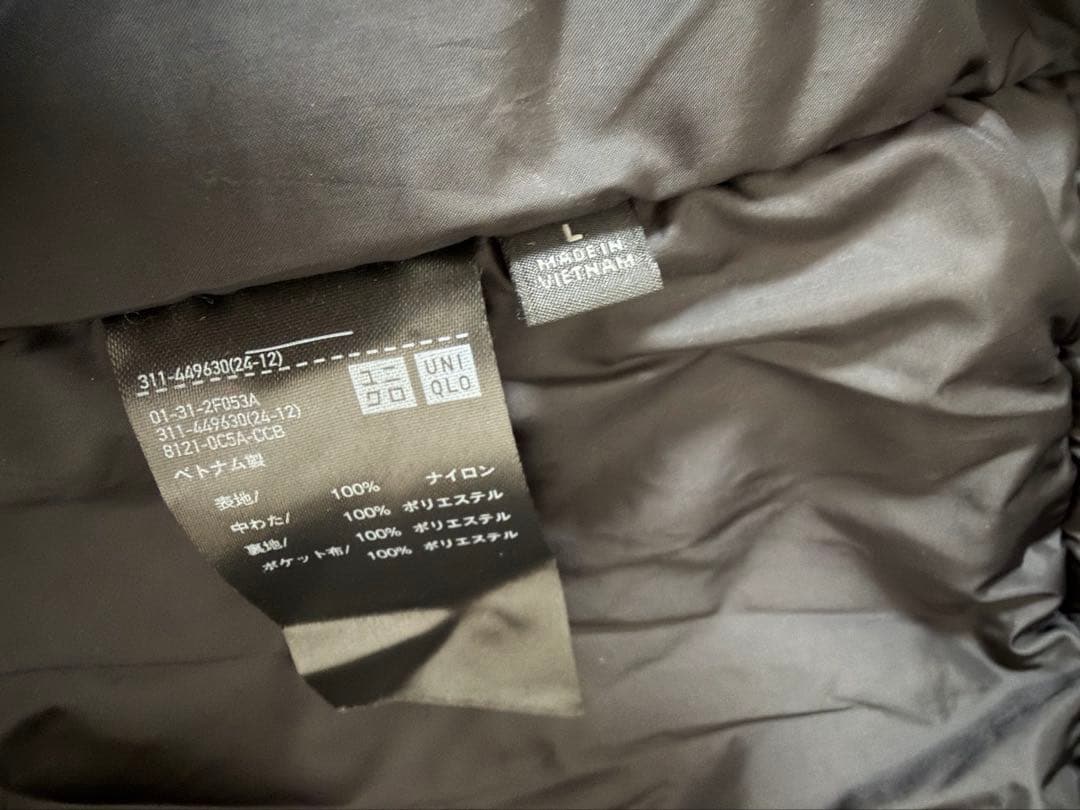 L
MADE IN
VIETNAM
311-449630(24-12)
ユニ
クロ
UNI
QLO
01-31-2F053A
311-449630(24-12)
8121-0C5A-CCB
ベトナム製
表地/ 100% ナイロン
中わた/ 100% ポリエステル
裏地/ 100% ポリエステル
ポケット布/ 100% ポリエステル